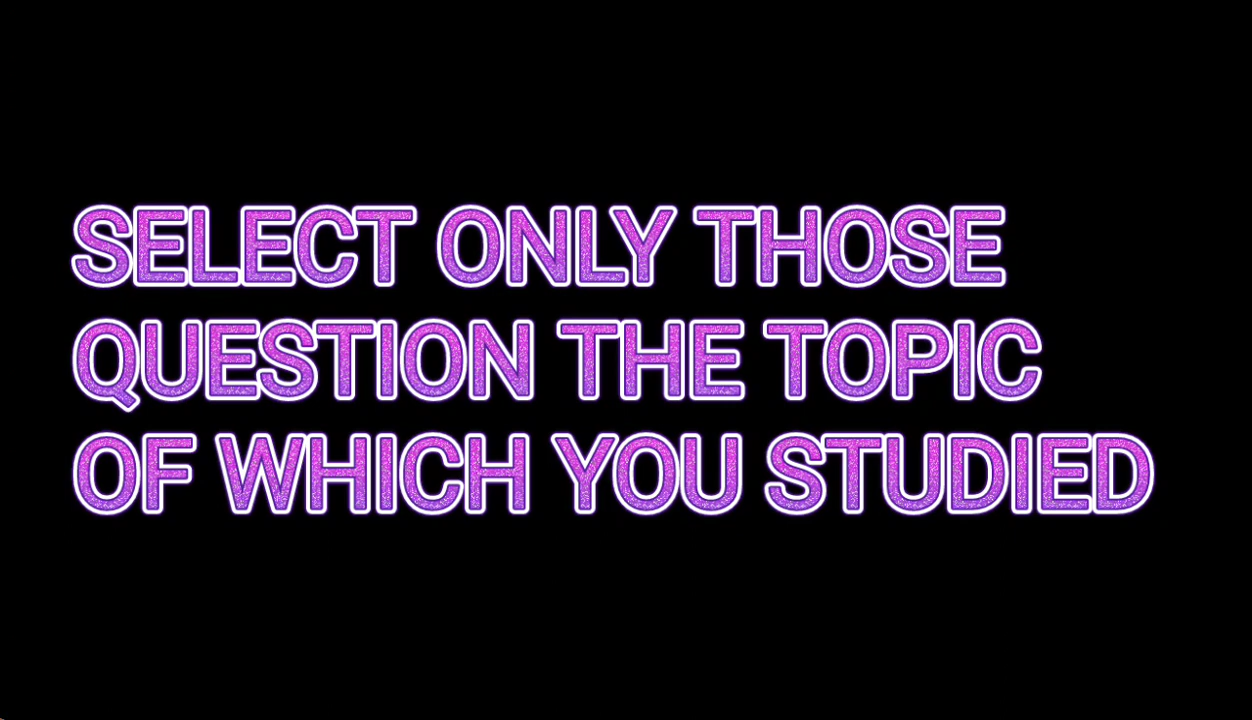 SELECT ONLY THOSE
QUESTION THE TOPIC
OF WHICH YOU STUDIED